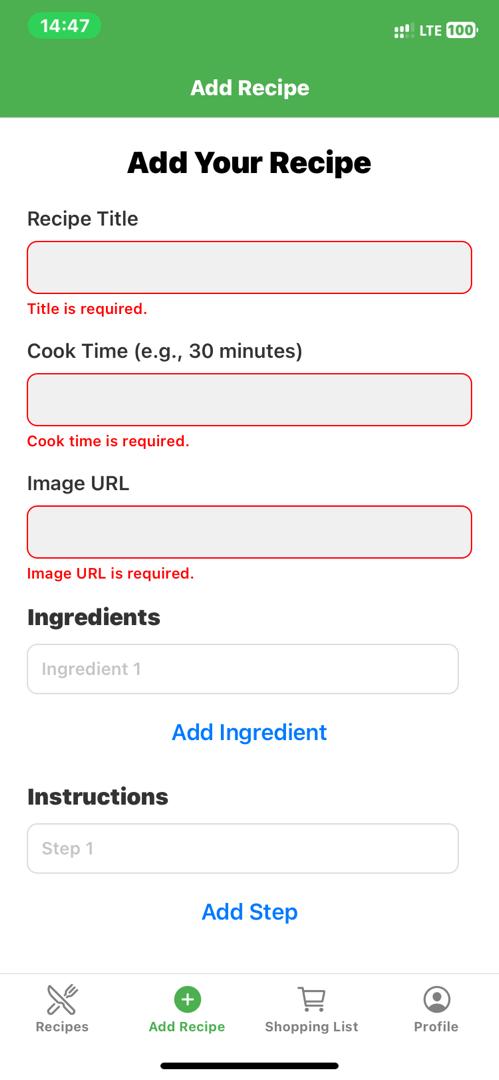 14:47
LTE 100
Add Recipe
Add Your Recipe
Recipe Title
Title is required.
Cook Time (e.g., 30 minutes)
Cook time is required.
Image URL
Image URL is required.
Ingredients
Ingredient 1
Add Ingredient
Instructions
Step 1
Add Step
Recipes
Add Recipe
Shopping List
Profile